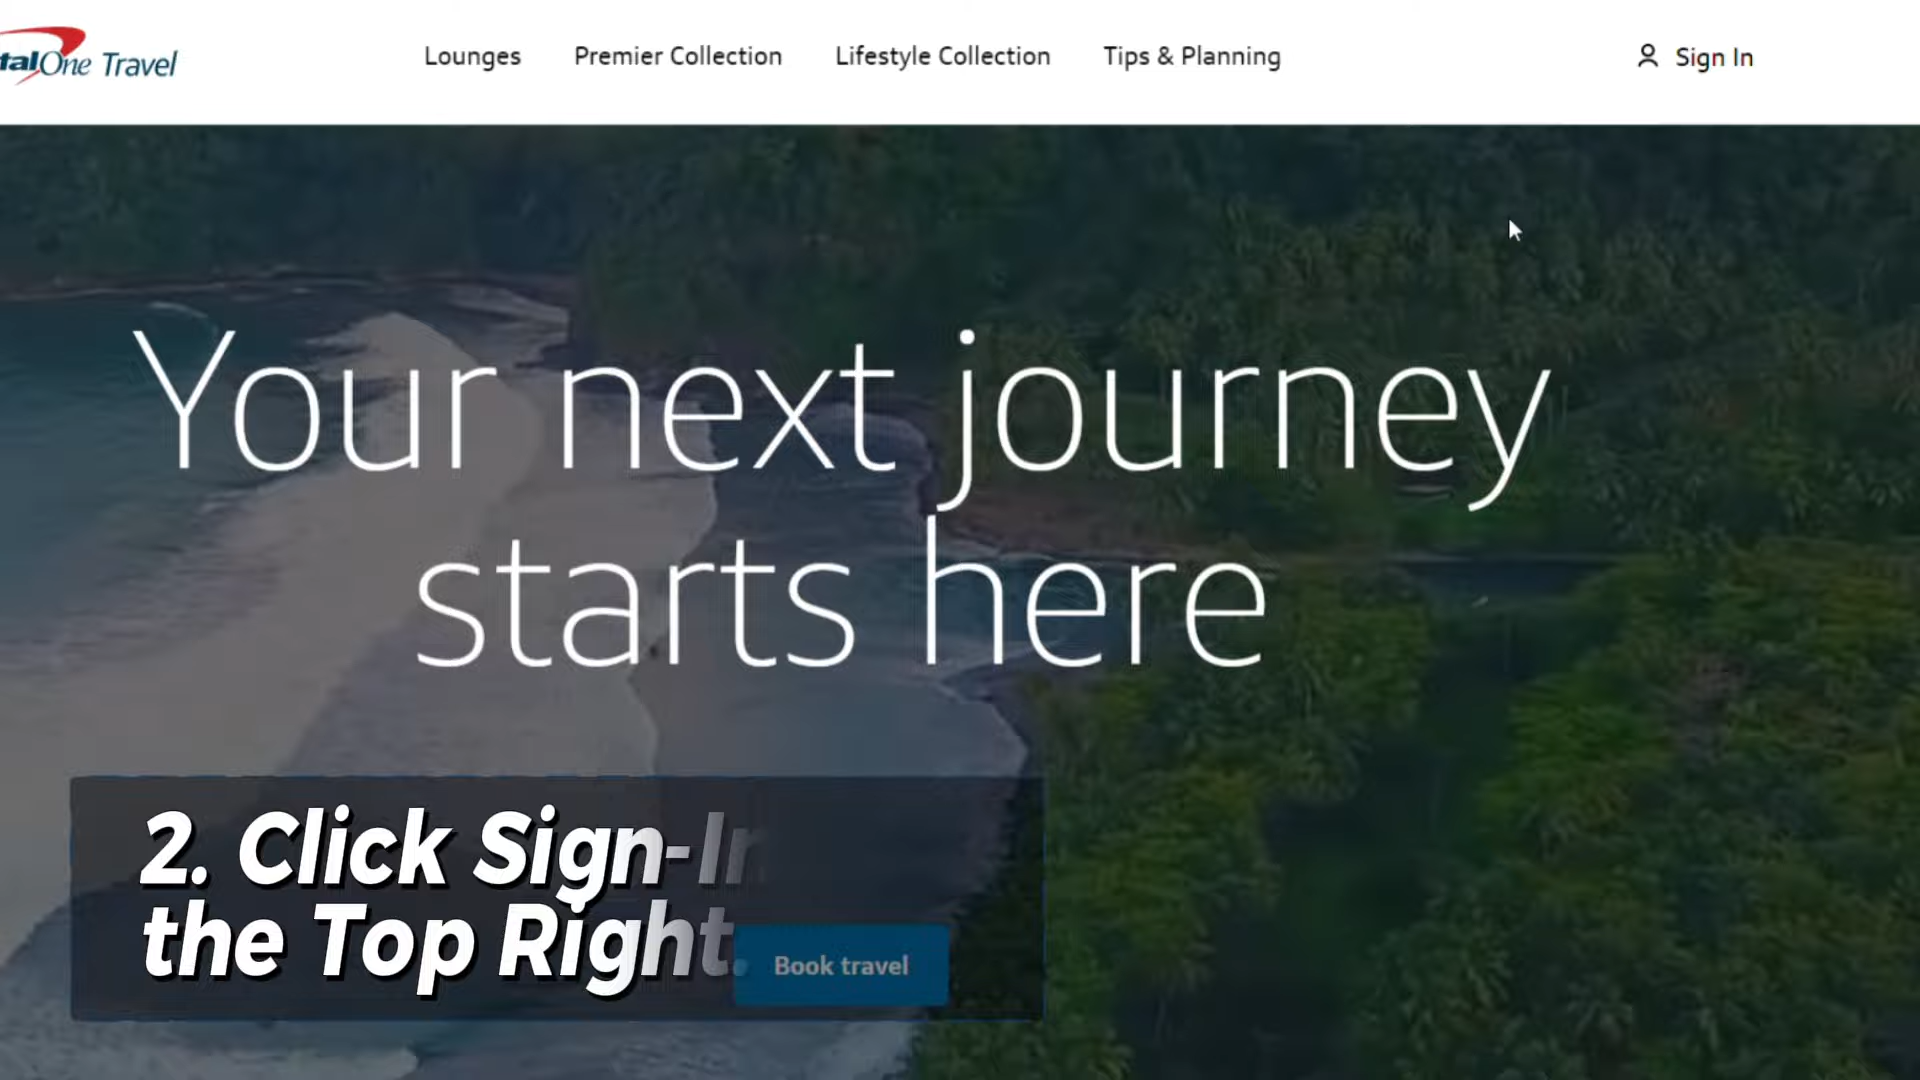 talOne Travel
Lounges
Premier Collection
Lifestyle Collection
Tips & Planning
Sign In
Your next journey
starts here
2. Click Sign-In
the Top Right.
Book travel